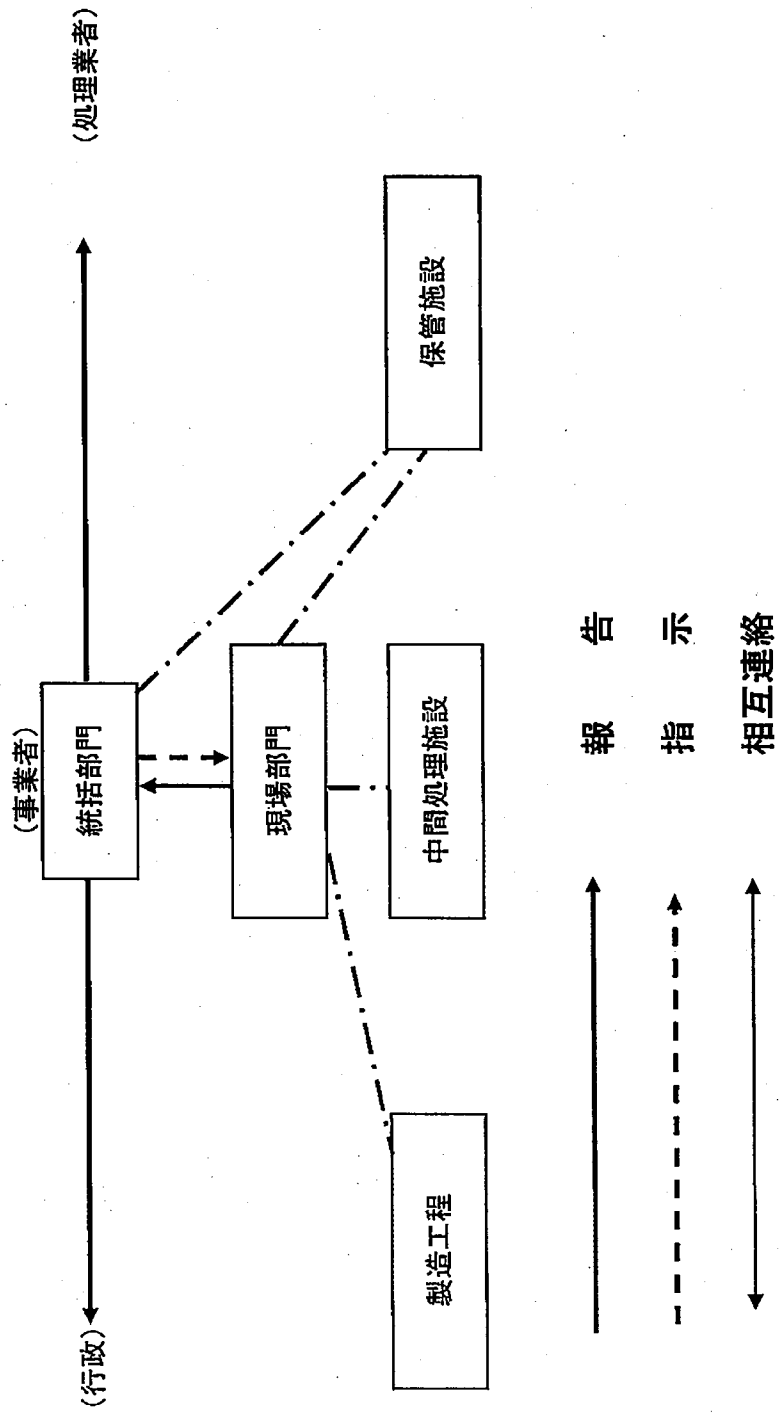 (事業者)
(行政)
(処理業者)
統括部門
現場部門
製造工程
中間処理施設
保管施設
報告
指示
相互連絡